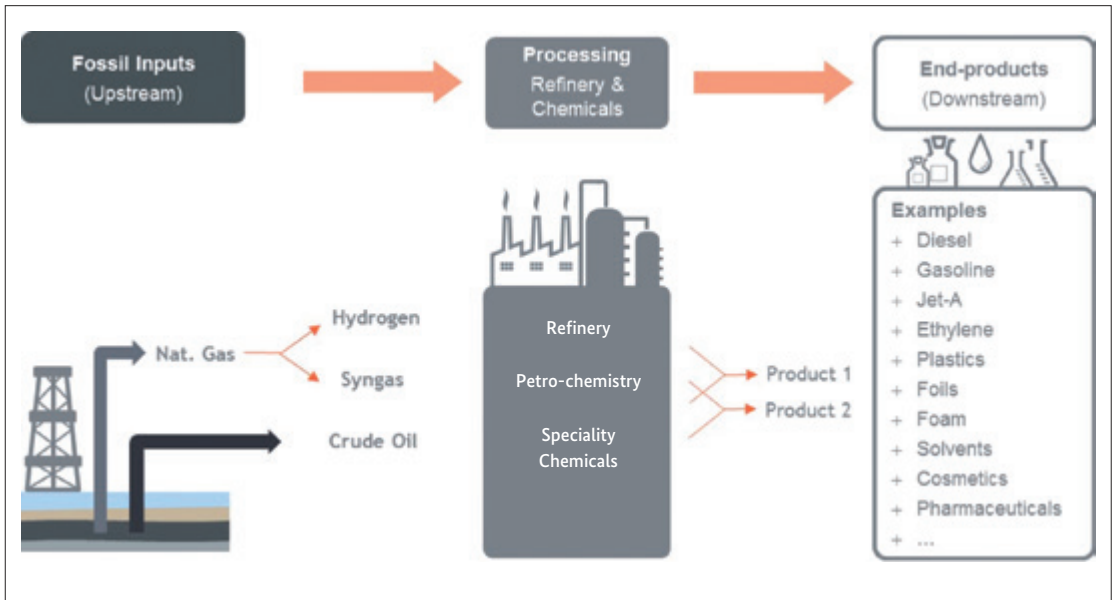 Fossil Inputs
(Upstream)
Processing
Refinery &
Chemicals
End-products
(Downstream)
Nat. Gas
Hydrogen
Syngas
Crude Oil
Refinery
Petro-chemistry
Speciality
Chemicals
Product 1
Product 2
Examples
+ Diesel
+ Gasoline
+ Jet-A
+ Ethylene
+ Plastics
+ Foils
+ Foam
+ Solvents
+ Cosmetics
+ Pharmaceuticals
+ ...